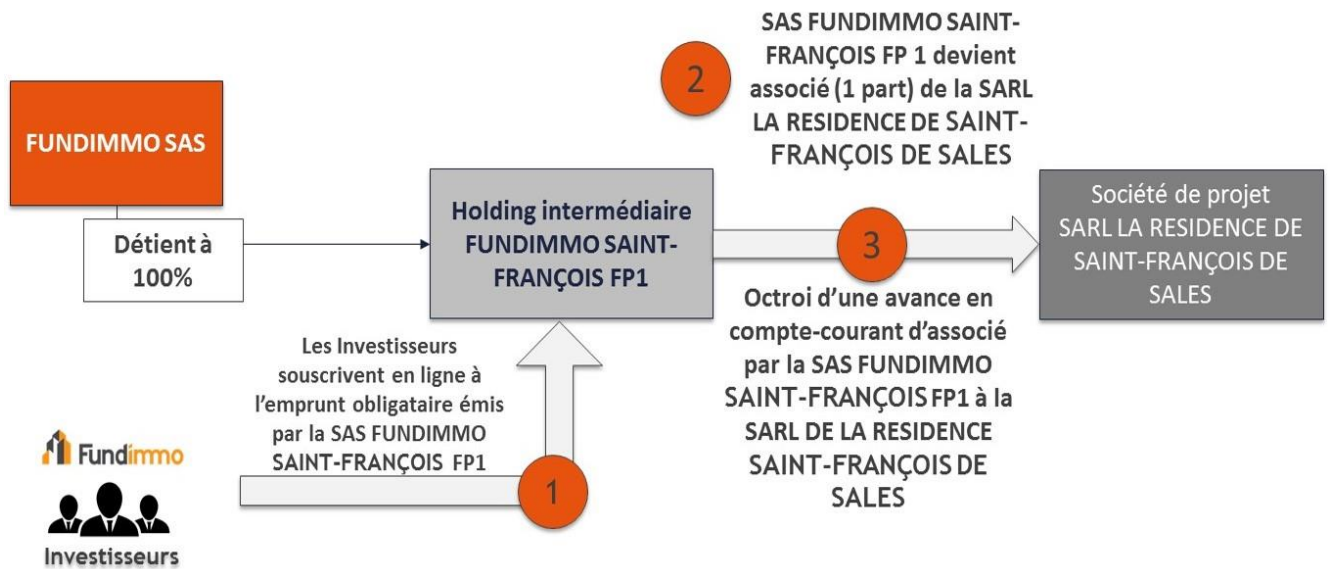 FUNDIMMO SAS
Détient à
100%
Holding intermédiaire
FUNDIMMO SAINT-
FRANÇOIS FP1
Les Investisseurs
souscrivent en ligne à
l’emprunt obligataire émis
par la SAS FUNDIMMO
SAINT-FRANÇOIS FP1
Fundimmo
Investisseurs
1
2
SAS FUNDIMMO SAINT-
FRANÇOIS FP 1 devient
associé (1 part) de la SARL
LA RESIDENCE DE SAINT-
FRANÇOIS DE SALES
3
Octroi d’une avance en
compte-courant d’associé
par la SAS FUNDIMMO
SAINT-FRANÇOIS FP1 à la
SARL DE LA RESIDENCE
SAINT-FRANÇOIS DE
SALES
Société de projet
SARL LA RESIDENCE DE
SAINT-FRANÇOIS DE
SALES